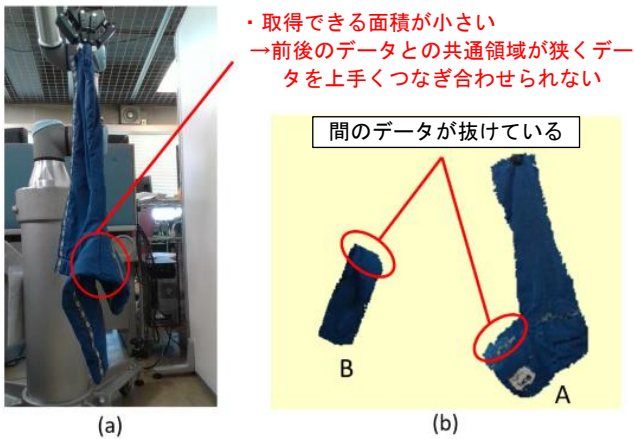 ・取得できる面積が小さい
→前後のデータとの共通領域が狭くデー
タを上手くつなぎ合わせられない
間のデータが抜けている
B
A
(a)
(b)